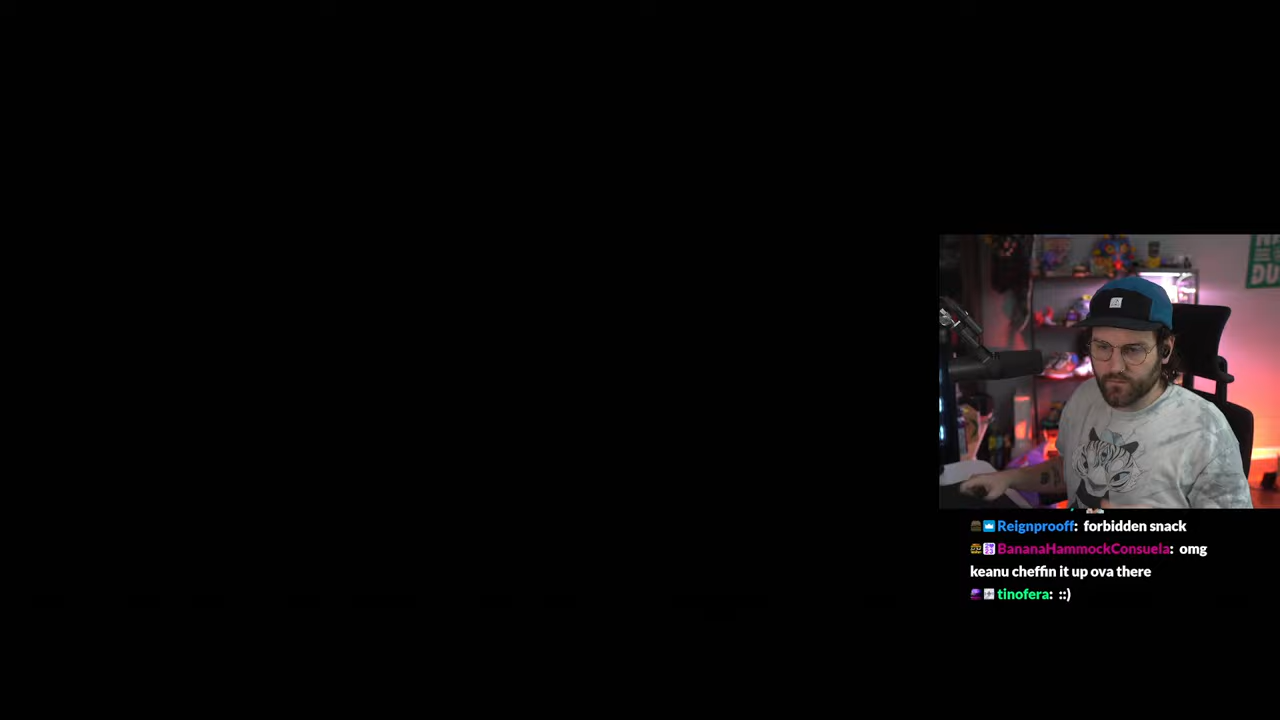 Reignprooff: forbidden snack
BananaHammockConsuela: omg
keanu cheffin it up ova there
tinofera: ::)